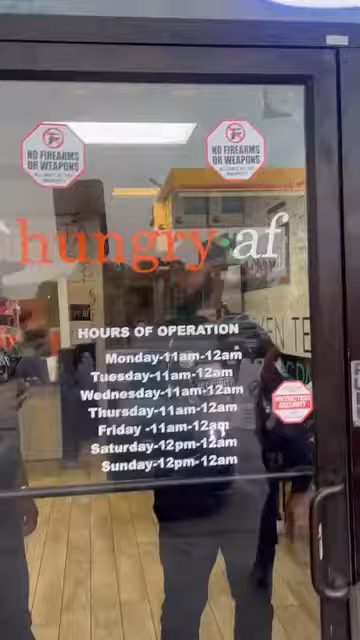 NO FIREARMS
OR WEAPONS
NO FIREARMS
OR WEAPONS
hungry af
HOURS OF OPERATION
Monday-11am-12am
Tuesday-11am-12am
Wednesday-11am-12am
Thursday-11am-12am
Friday -11am-12am
Saturday-12pm-12am
Sunday-12pm-12am
SECURITY